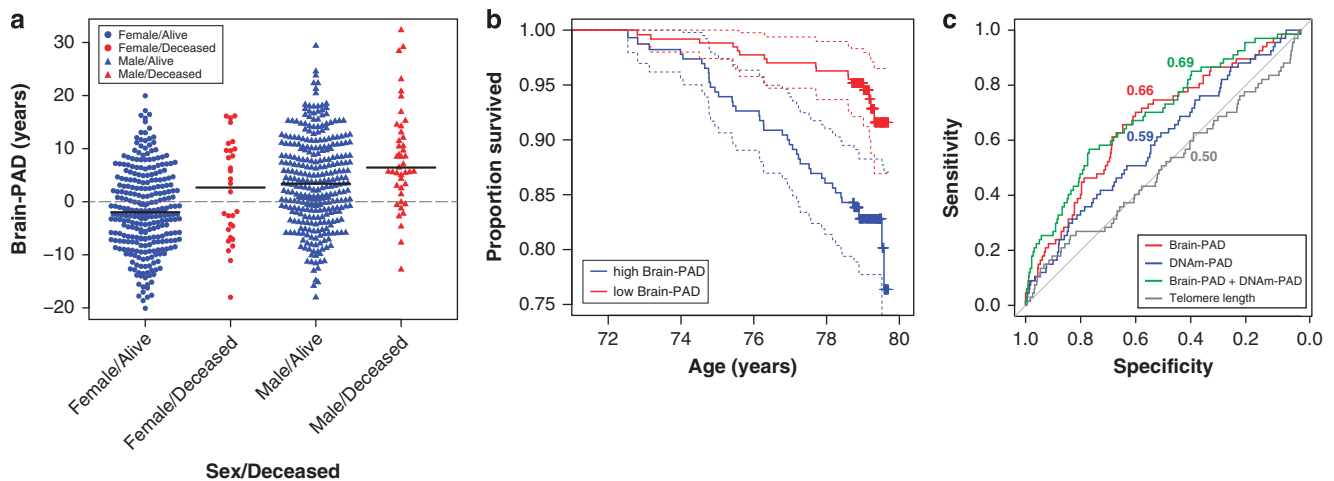 a
Brain-PAD (years)
30
20
10
0
−10
−20
Female/Alive
Female/Deceased
Male/Alive
Male/Deceased
Female/Alive
Female/Deceased
Male/Alive
Male/Deceased
Sex/Deceased
b
Proportion survived
1.00
0.95
0.90
0.85
0.80
0.75
high Brain-PAD
low Brain-PAD
72 74 76 78 80
Age (years)
c
Sensitivity
1.0
0.8
0.6
0.4
0.2
0.0
0.69
0.66
0.59
0.50
Brain-PAD
DNAm-PAD
Brain-PAD + DNAm-PAD
Telomere length
1.0 0.8 0.6 0.4 0.2 0.0
Specificity